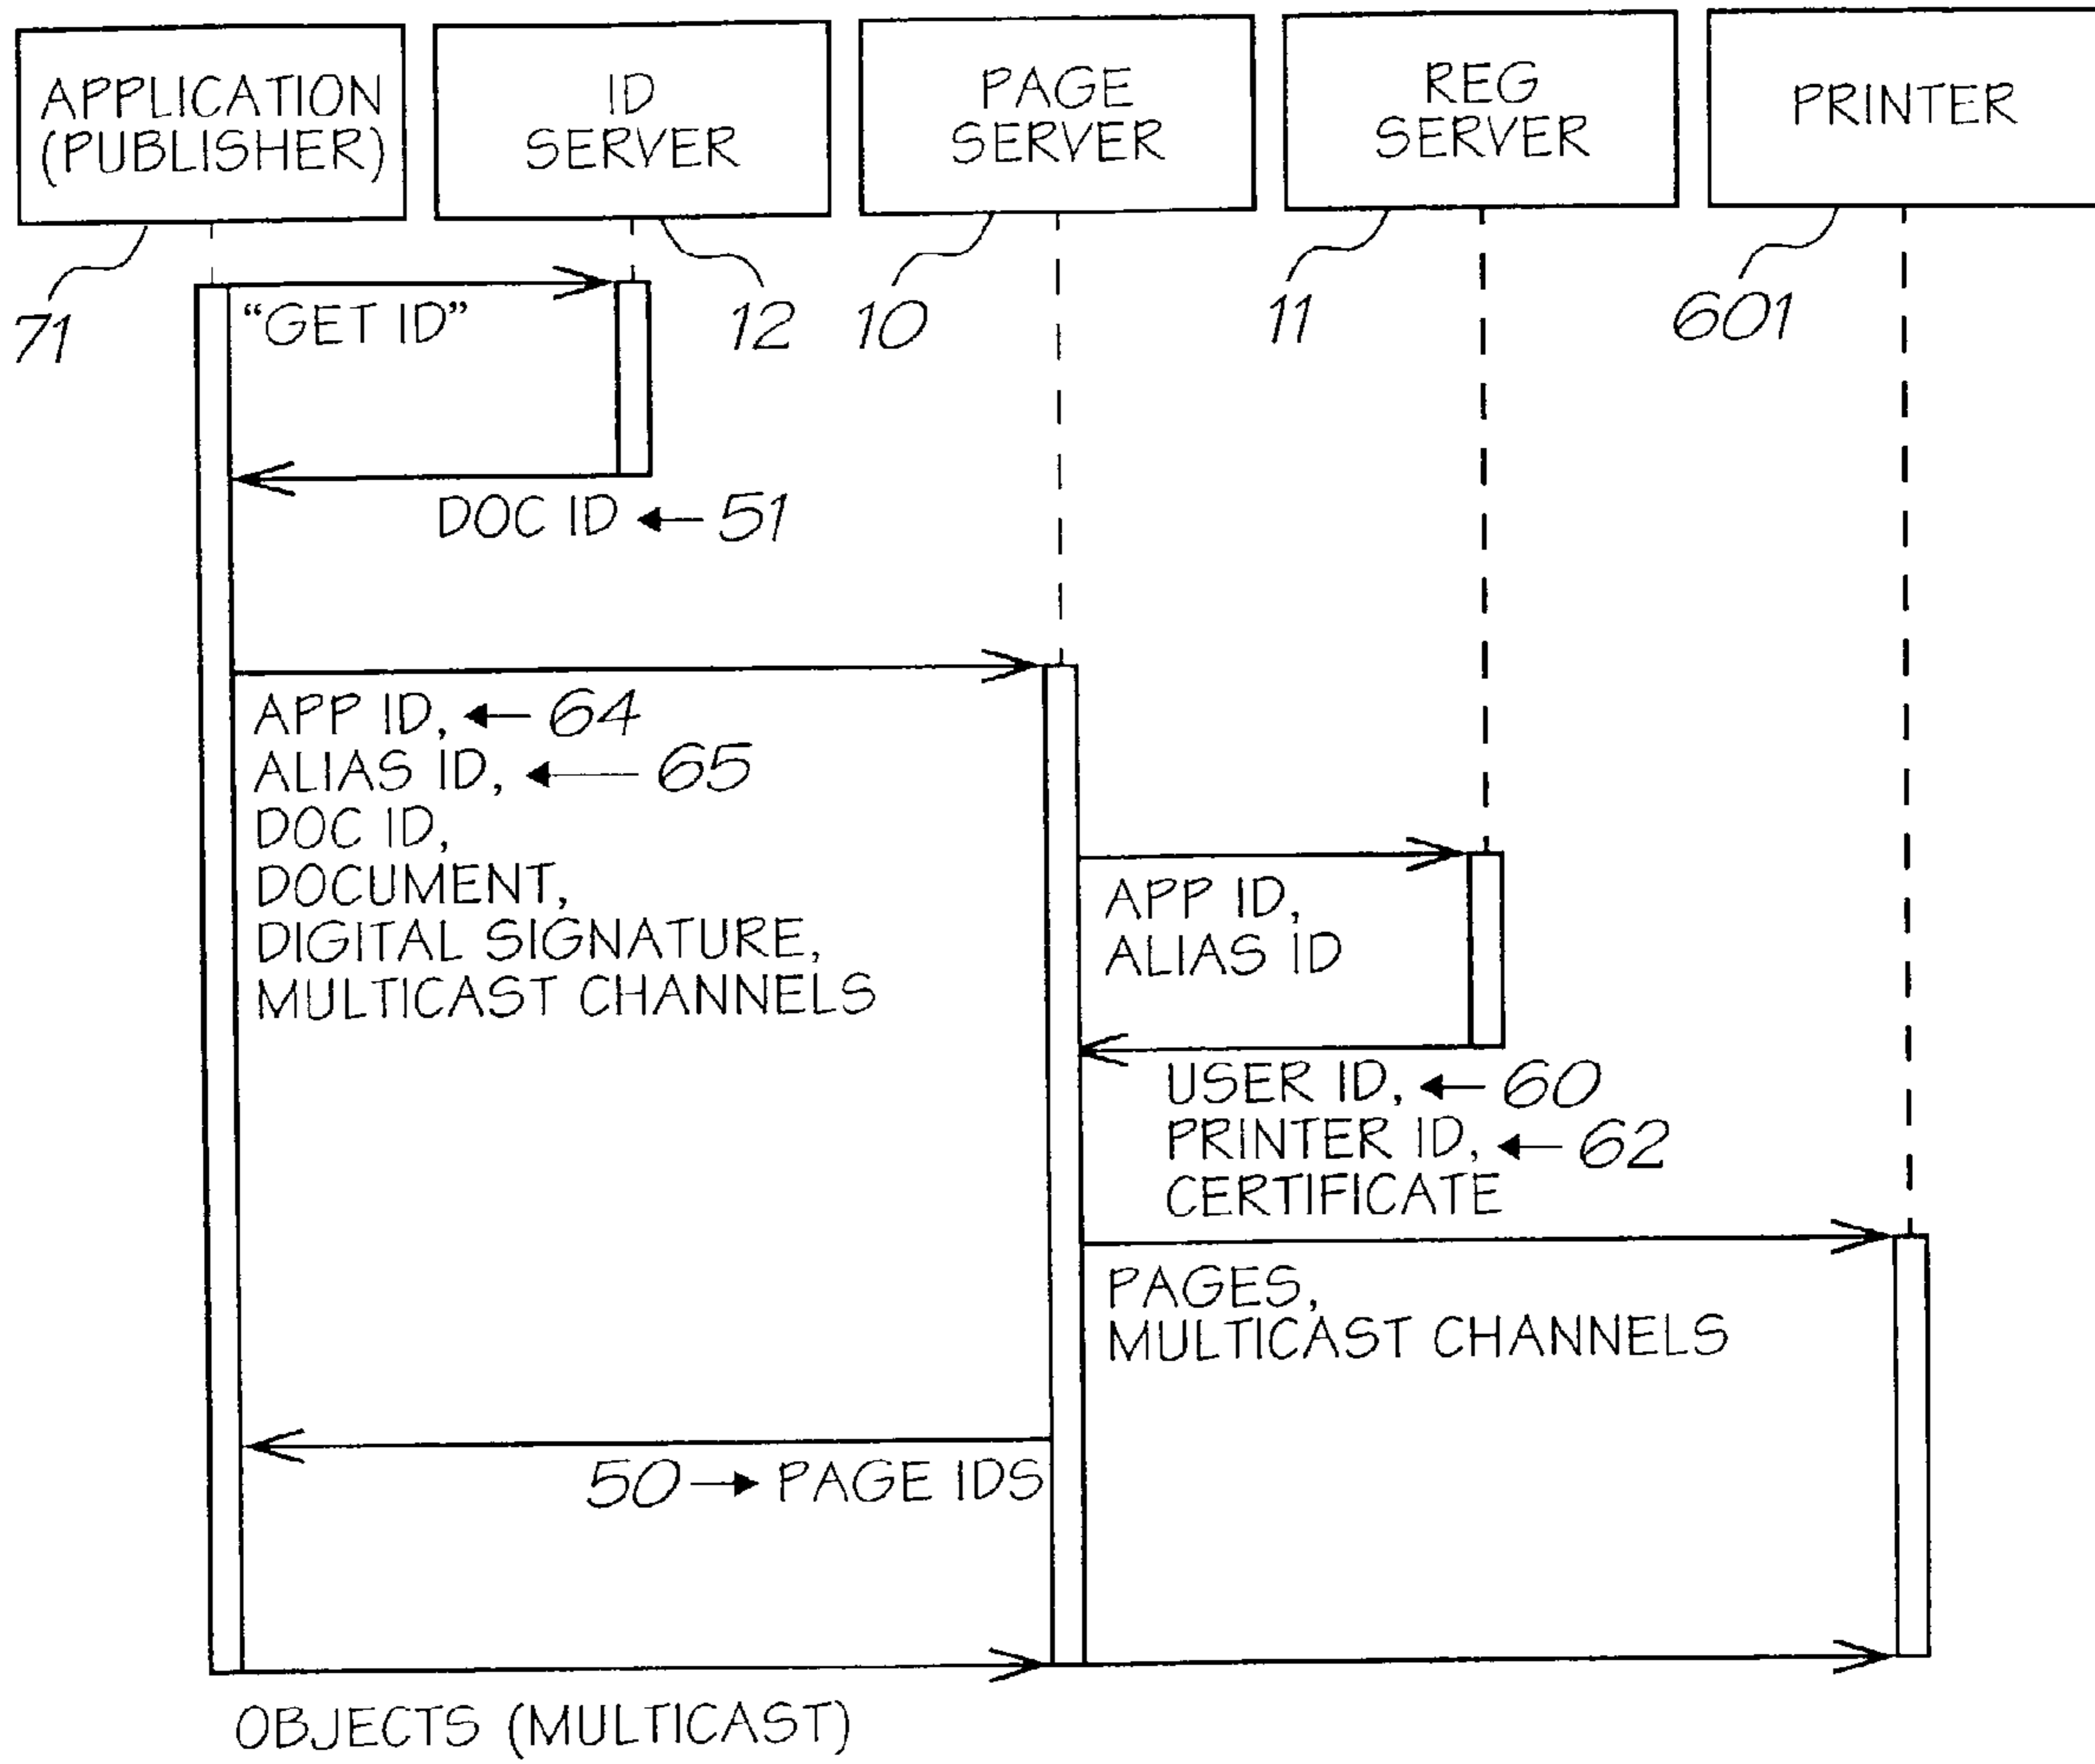 APPLICATION
(PUBLISHER)
ID
SERVER
PAGE
SERVER
REG
SERVER
PRINTER
71
12
10
11
601
“GET ID”
DOC ID 51
APP ID, 64
ALIAS ID, 65
DOC ID,
DOCUMENT,
DIGITAL SIGNATURE,
MULTICAST CHANNELS
APP ID,
ALIAS ID
USER ID, 60
PRINTER ID, 62
CERTIFICATE
PAGES,
MULTICAST CHANNELS
50 PAGE IDS
OBJECTS (MULTICAST)